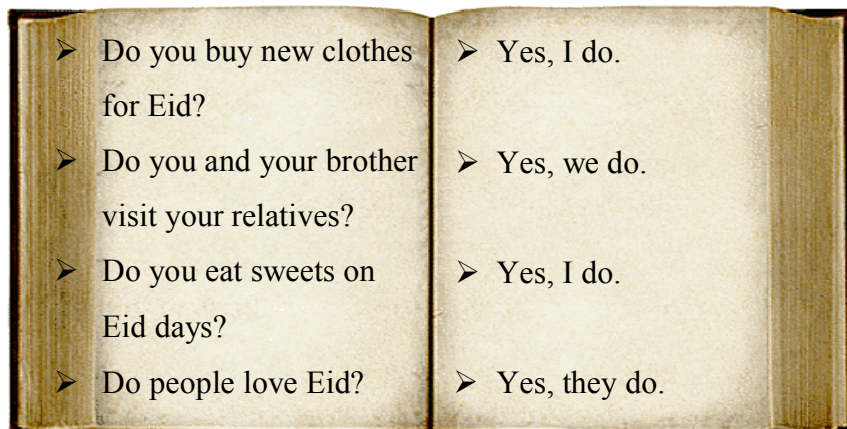 ➢ Do you buy new clothes
for Eid?
➢ Do you and your brother
visit your relatives?
➢ Do you eat sweets on
Eid days?
➢ Do people love Eid?
➢ Yes, I do.
➢ Yes, we do.
➢ Yes, I do.
➢ Yes, they do.